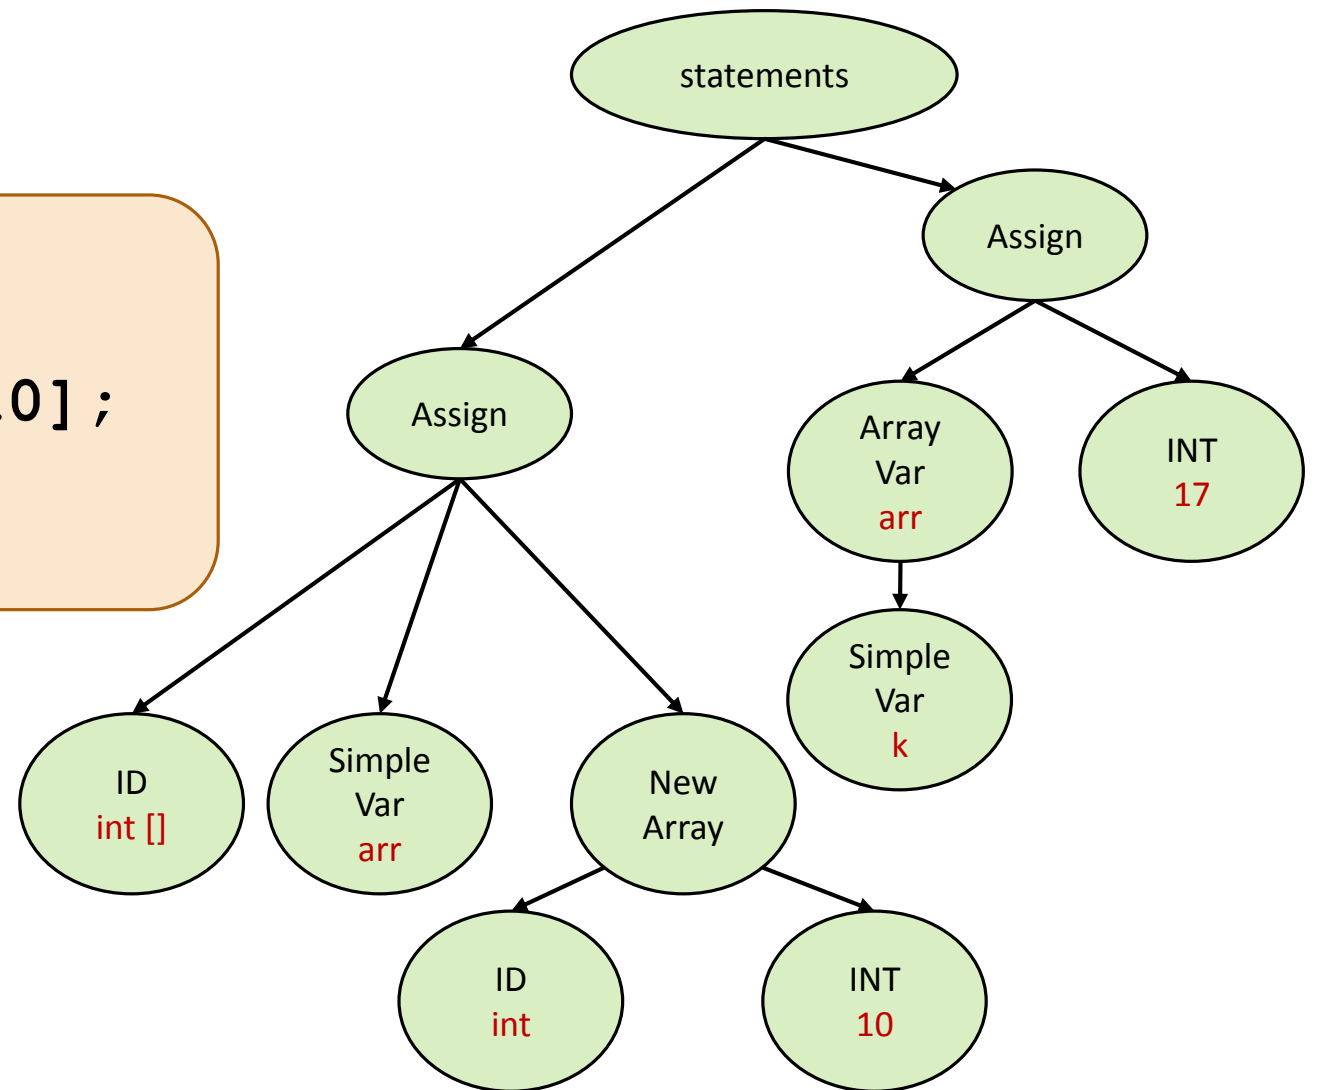 statements
Assign
0];
Assign
Array
Var
arr
INT
17
Simple
Var
k
ID
int []
Simple
Var
arr
New
Array
ID
int
INT
10